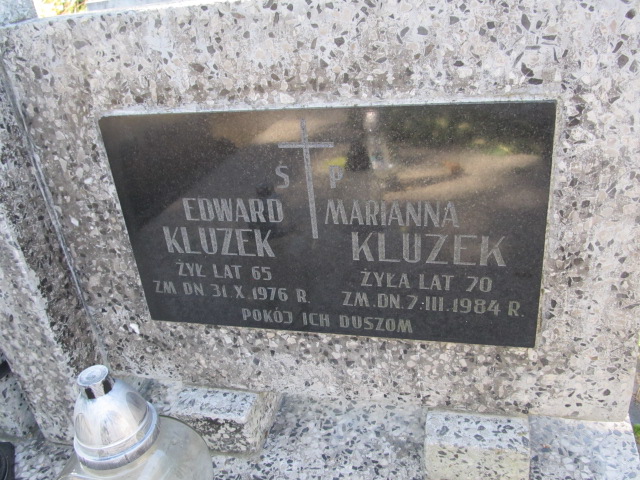 Ś P
EDWARD MARIANNA
KLUZEK KLUZEK
ŻYŁ LAT 65 ŻYŁA LAT 70
ZM DN 31.X.1976 R. ZM.DN.7.III.1984 R.
POKÓJ ICH DUSZOM